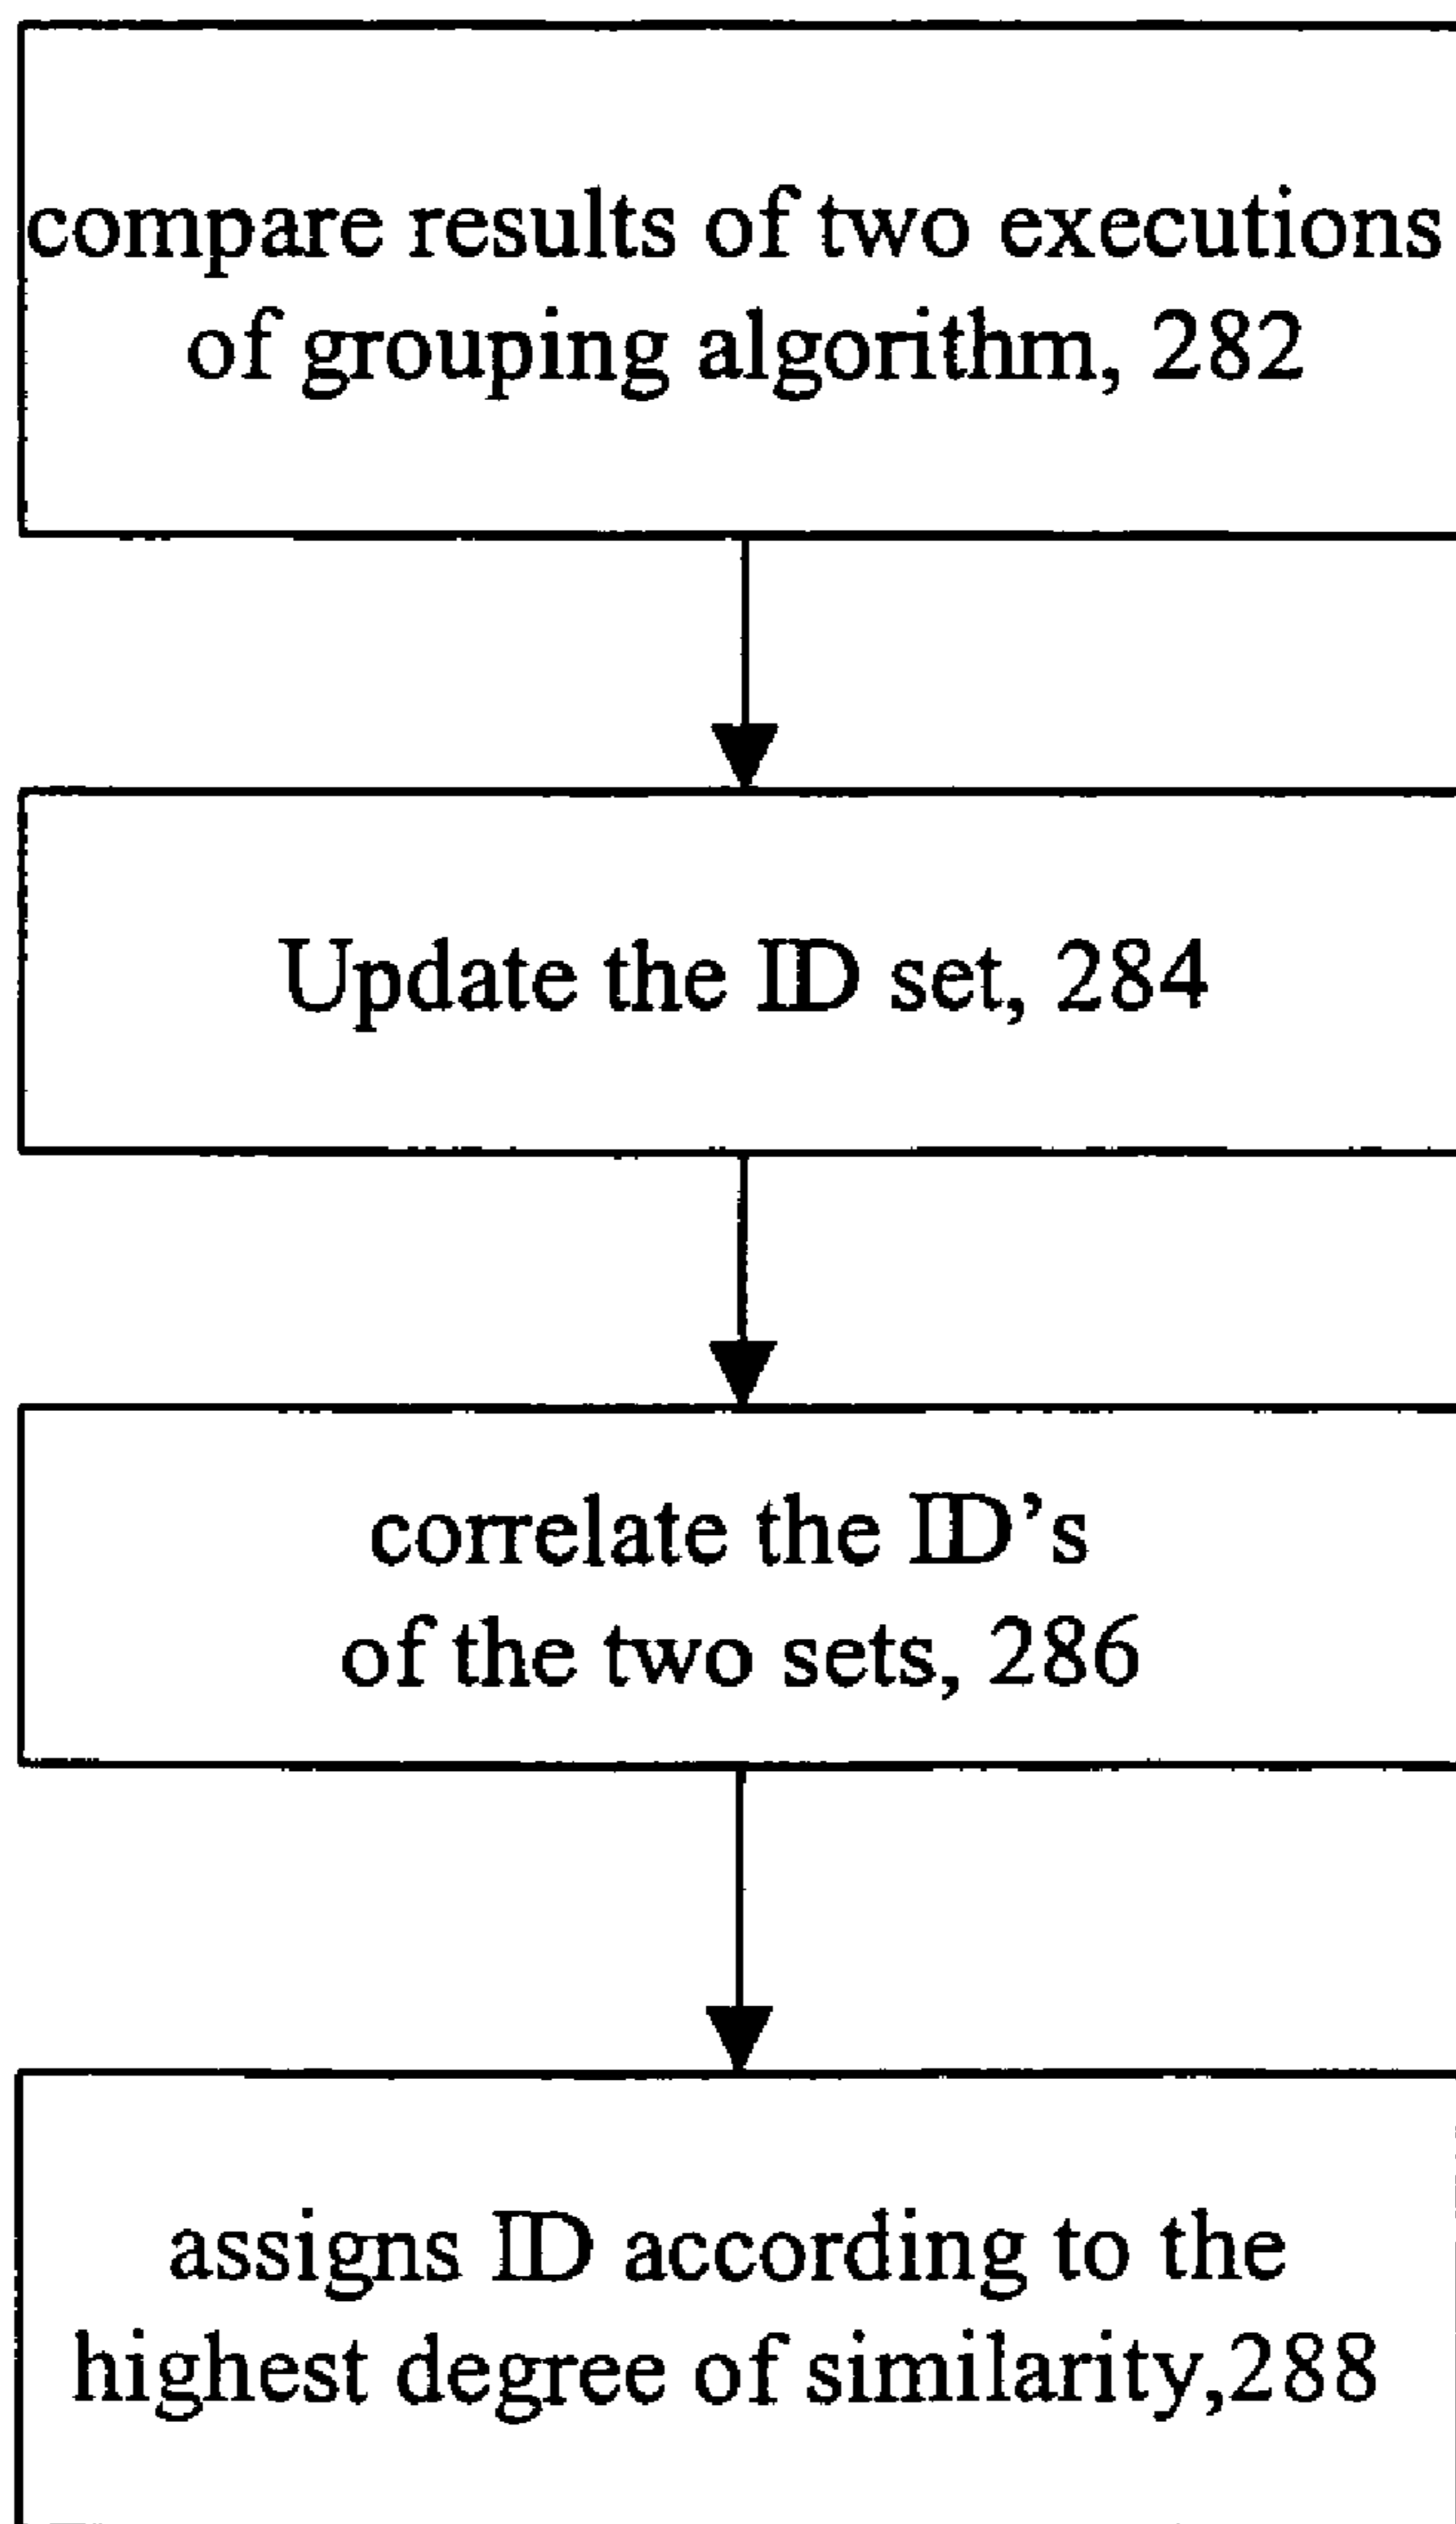 compare results of two executions
of grouping algorithm, 282
Update the ID set, 284
correlate the ID’s
of the two sets, 286
assigns ID according to the
highest degree of similarity,288